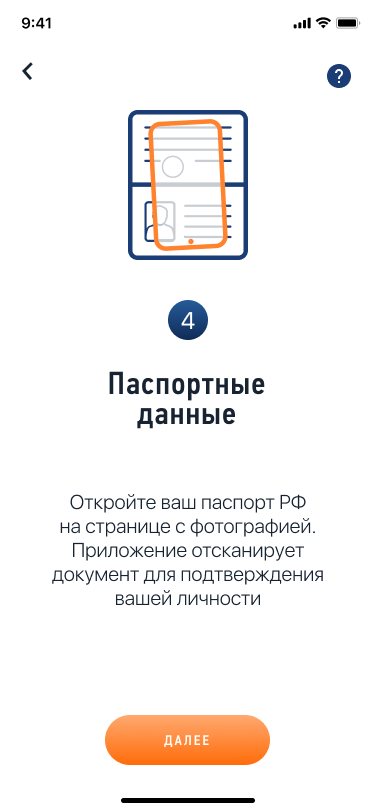 9:41
?
4
Паспортные
данные
Откройте ваш паспорт РФ
на странице с фотографией.
Приложение отсканирует
документ для подтверждения
вашей личности
ДАЛЕЕ